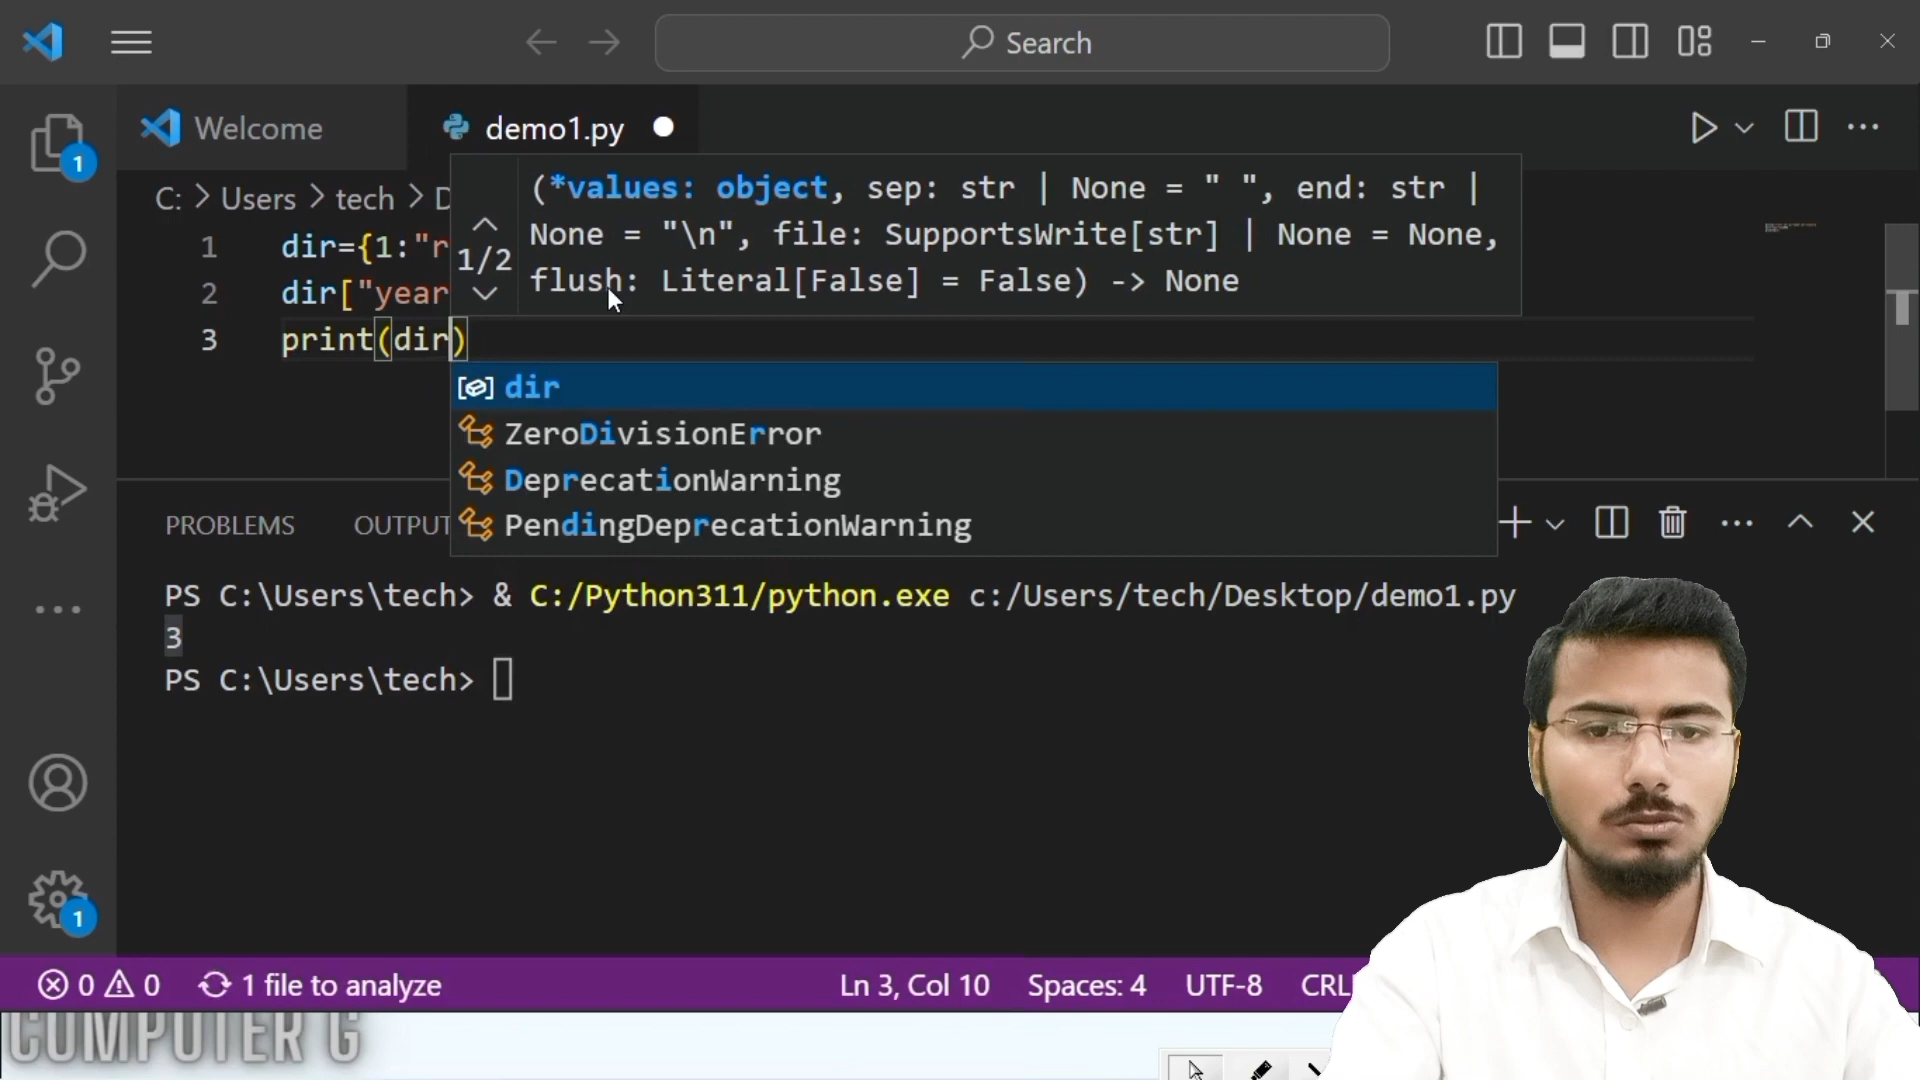 Search
Welcome
demo1.py
C: > Users > tech > D
(*values: object, sep: str | None = " ", end: str |
None = "\n", file: SupportsWrite[str] | None = None,
flush: Literal[False] = False) -> None
1/2
1 dir={1:"r
2 dir["year
3 print(dir)
dir
ZeroDivisionError
DeprecationWarning
PendingDeprecationWarning
PROBLEMS OUTPUT
PS C:\Users\tech> & C:/Python311/python.exe c:/Users/tech/Desktop/demo1.py
3
PS C:\Users\tech>
1
1
0 0 1 file to analyze Ln 3, Col 10 Spaces: 4 UTF-8 CRL
COMPUTER G